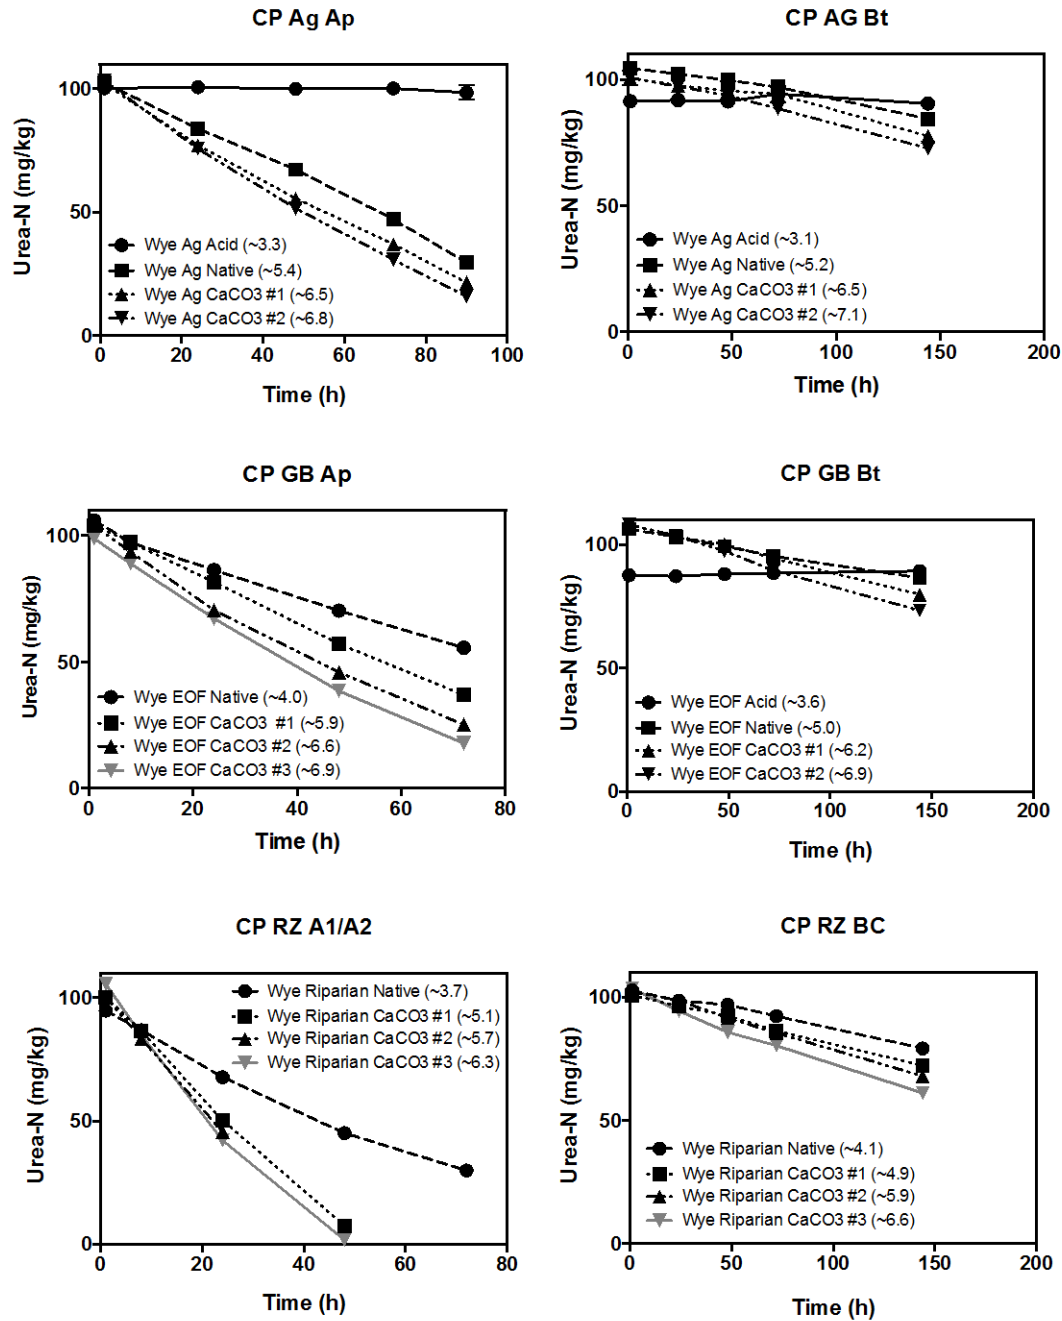 CP Ag Ap
Urea-N (mg/kg)
100
50
0
Wye Ag Acid (~3.3)
Wye Ag Native (~5.4)
Wye Ag CaCO3 #1 (~6.5)
Wye Ag CaCO3 #2 (~6.8)
0 20 40 60 80 100
Time (h)
CP AG Bt
Urea-N (mg/kg)
100
50
0
Wye Ag Acid (~3.1)
Wye Ag Native (~5.2)
Wye Ag CaCO3 #1 (~6.5)
Wye Ag CaCO3 #2 (~7.1)
0 50 100 150 200
Time (h)
CP GB Ap
Urea-N (mg/kg)
100
50
0
Wye EOF Native (~4.0)
Wye EOF CaCO3 #1 (~5.9)
Wye EOF CaCO3 #2 (~6.6)
Wye EOF CaCO3 #3 (~6.9)
0 20 40 60 80
Time (h)
CP GB Bt
Urea-N (mg/kg)
100
50
0
Wye EOF Acid (~3.6)
Wye EOF Native (~5.0)
Wye EOF CaCO3 #1 (~6.2)
Wye EOF CaCO3 #2 (~6.9)
0 50 100 150 200
Time (h)
CP RZ A1/A2
Urea-N (mg/kg)
100
50
0
Wye Riparian Native (~3.7)
Wye Riparian CaCO3 #1 (~5.1)
Wye Riparian CaCO3 #2 (~5.7)
Wye Riparian CaCO3 #3 (~6.3)
0 20 40 60 80
Time (h)
CP RZ BC
Urea-N (mg/kg)
100
50
0
Wye Riparian Native (~4.1)
Wye Riparian CaCO3 #1 (~4.9)
Wye Riparian CaCO3 #2 (~5.9)
Wye Riparian CaCO3 #3 (~6.6)
0 50 100 150 200
Time (h)